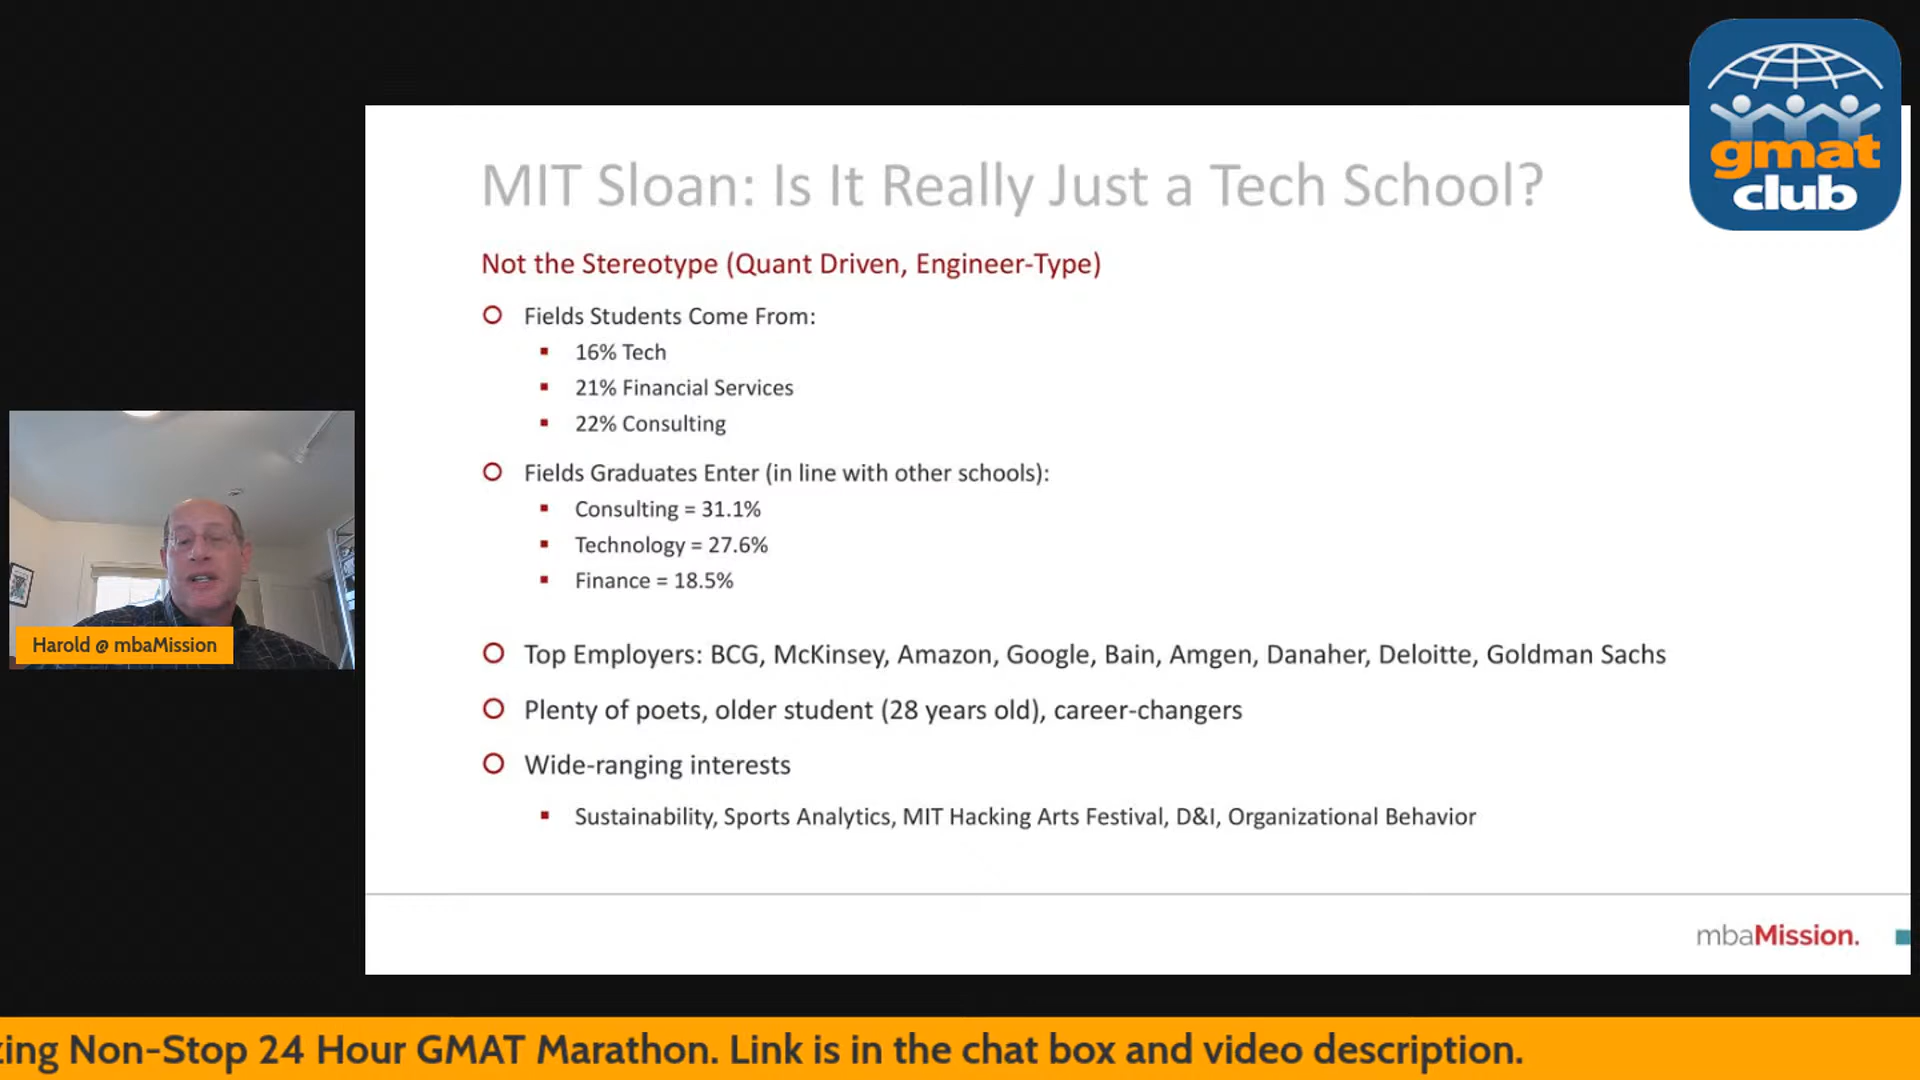 gmat
club
MIT Sloan: Is It Really Just a Tech School?
Not the Stereotype (Quant Driven, Engineer-Type)
Fields Students Come From:
16% Tech
21% Financial Services
22% Consulting
Fields Graduates Enter (in line with other schools):
Consulting = 31.1%
Technology = 27.6%
Finance = 18.5%
Top Employers: BCG, McKinsey, Amazon, Google, Bain, Amgen, Danaher, Deloitte, Goldman Sachs
Plenty of poets, older student (28 years old), career-changers
Wide-ranging interests
Sustainability, Sports Analytics, MIT Hacking Arts Festival, D&I, Organizational Behavior
Harold @ mbaMission
mbaMission.
Non-Stop 24 Hour GMAT Marathon. Link is in the chat box and video description.